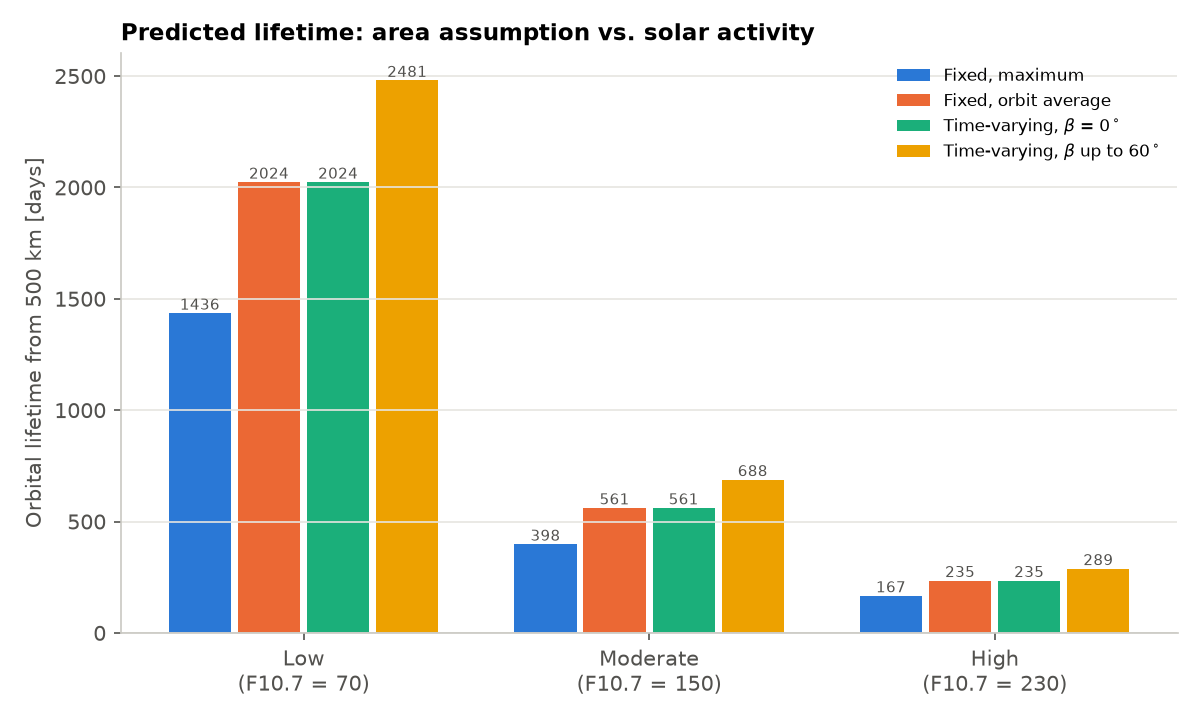 Predicted lifetime: area assumption vs. solar activity
Fixed, maximum
Fixed, orbit average
Time-varying, β = 0°
Time-varying, β up to 60°
Orbital lifetime from 500 km [days]
2500
2000
1500
1000
500
0
1436
2024
2024
2481
398
561
561
688
167
235
235
289
Low
(F10.7 = 70)
Moderate
(F10.7 = 150)
High
(F10.7 = 230)